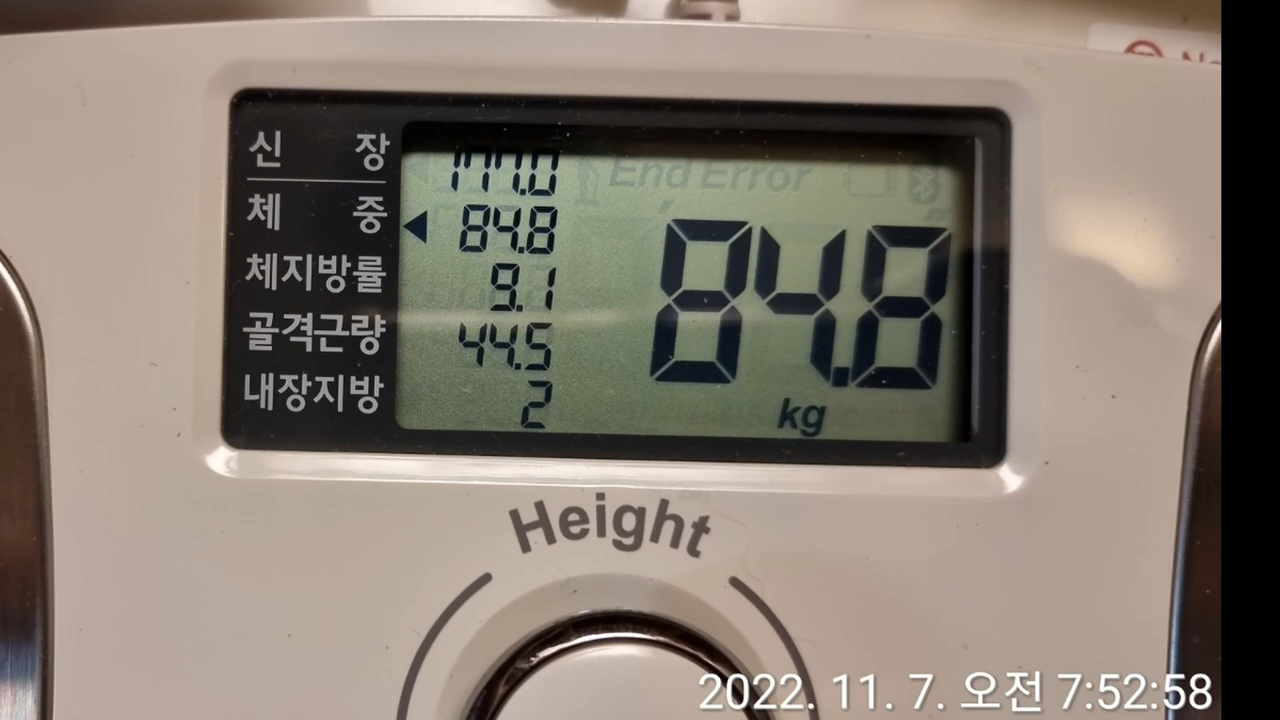 신 장 177.0
체 중 84.8
체지방률 9.1
골격근량 44.5
내장지방 2
End Error
84.8
kg
Height
2022. 11. 7. 오전 7:52:58